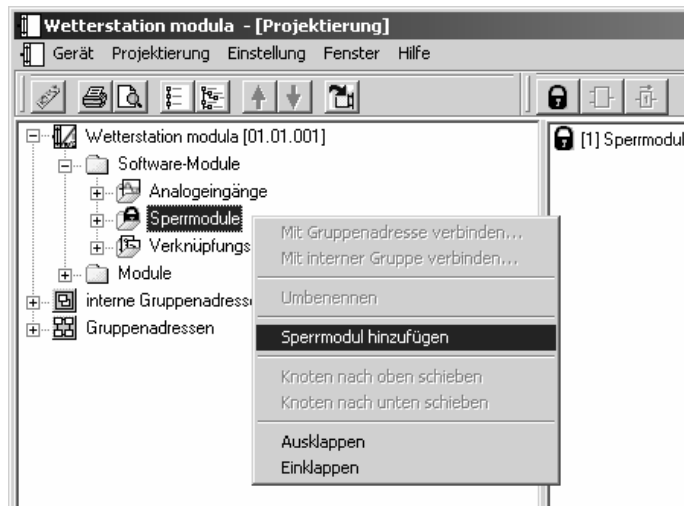 Wetterstation modula - [Projektierung]
Gerät Projektierung Einstellung Fenster Hilfe
Wetterstation modula [01.01.001]
[1] Sperrmodul
Software-Module
Analogeingänge
Sperrmodule
Verknüpfungs
Module
interne Gruppenadresse
Gruppenadressen
Mit Gruppenadresse verbinden...
Mit interner Gruppe verbinden...
Umbenennen
Sperrmodul hinzufügen
Knoten nach oben schieben
Knoten nach unten schieben
Ausklappen
Einklappen